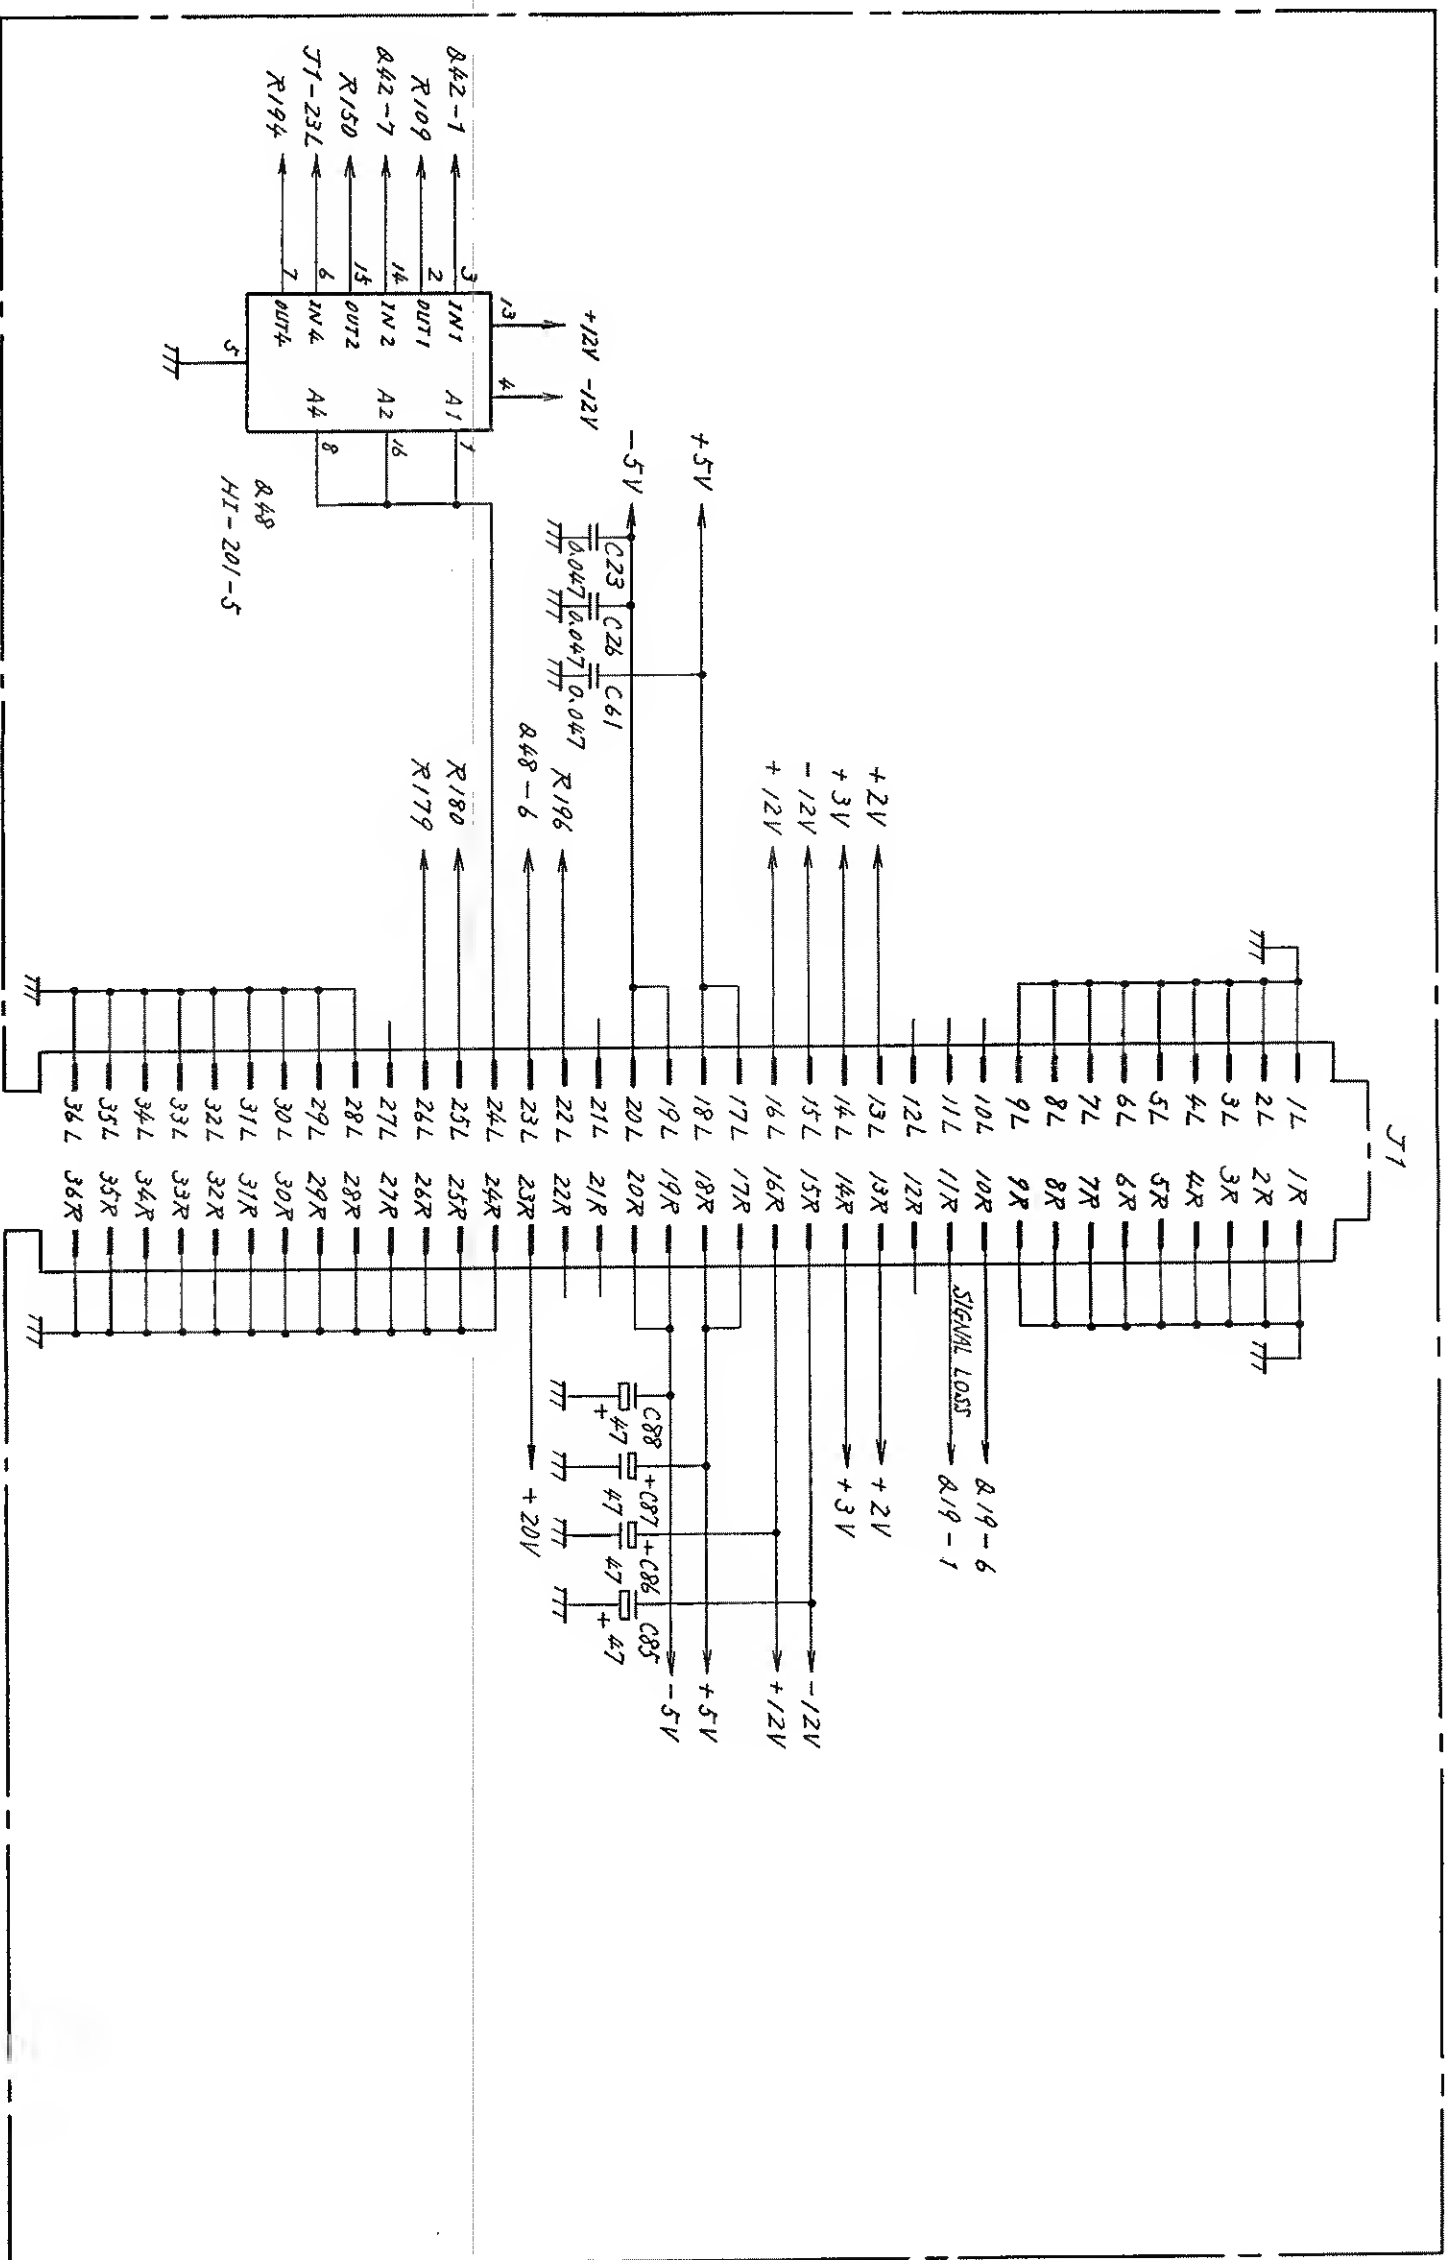 J1
1L 1R
2L 2R
3L 3R
4L 4R
5L 5R
6L 6R
7L 7R
8L 8R
9L 9R
10L 10R Q19-6
11L 11R SIGNAL LOSS Q19-1
12L 12R
+2V 13L 13R +2V
+3V 14L 14R +3V
-12V 15L 15R -12V
+12V 16L 16R +12V
17L 17R
+5V 18L 18R +5V
19L 19R -5V
-5V 20L 20R
C23 C26 C61
0.047 0.047 0.047
C88 +C87 +C86 C85
47 47 47 47
+ +
21L 21R
R196 22L 22R
Q48-6 23L 23R +20V
24L 24R
R180 25L 25R
R179 26L 26R
27L 27R
28L 28R
29L 29R
30L 30R
31L 31R
32L 32R
33L 33R
34L 34R
35L 35R
36L 36R
+12V -12V
13 4
Q42-1 3 IN1 A1 1
R109 2 OUT1
Q42-7 14 IN2 A2 16
R150 15 OUT2
J1-23L 6 IN4 A4 8
R194 7 OUT4
5
Q48
HI-201-5